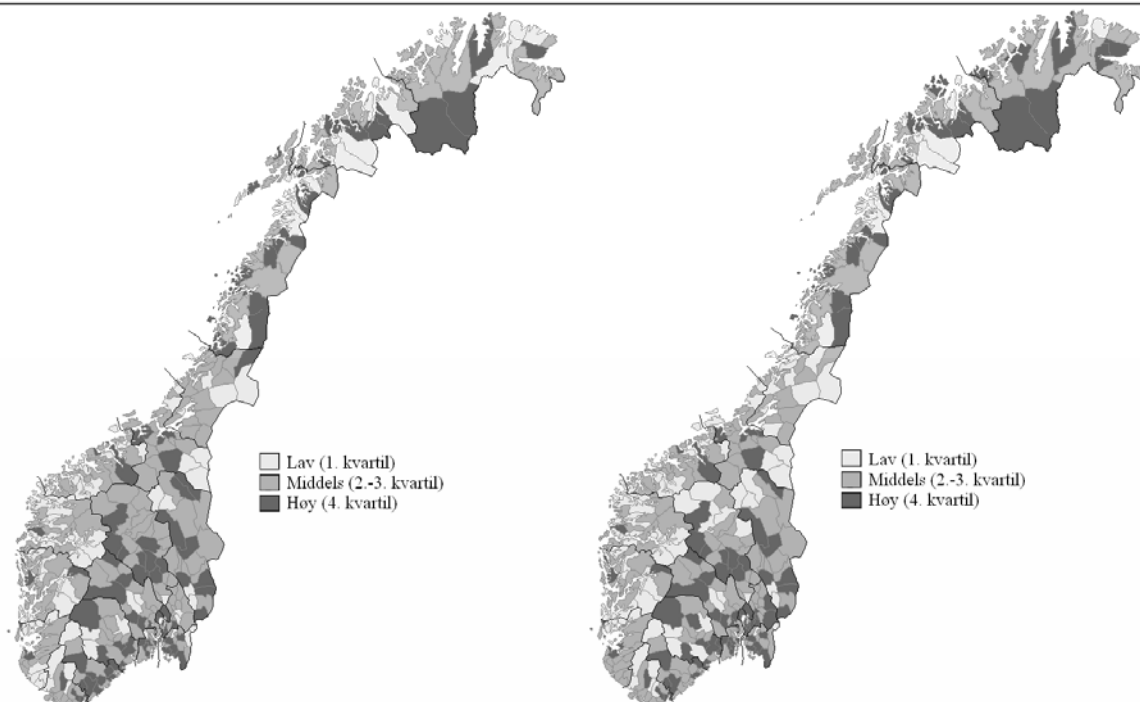 Lav (1. kvartil)
Middels (2.-3. kvartil)
Høy (4. kvartil)
Lav (1. kvartil)
Middels (2.-3. kvartil)
Høy (4. kvartil)